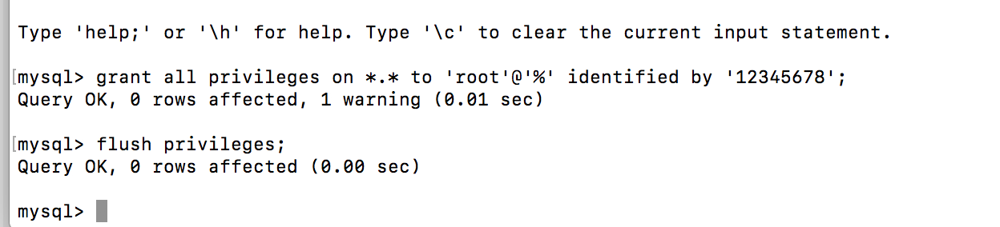 Type 'help;' or '\h' for help. Type '\c' to clear the current input statement.
[mysql> grant all privileges on *.* to 'root'@'%' identified by '12345678';
Query OK, 0 rows affected, 1 warning (0.01 sec)
[mysql> flush privileges;
Query OK, 0 rows affected (0.00 sec)
mysql>